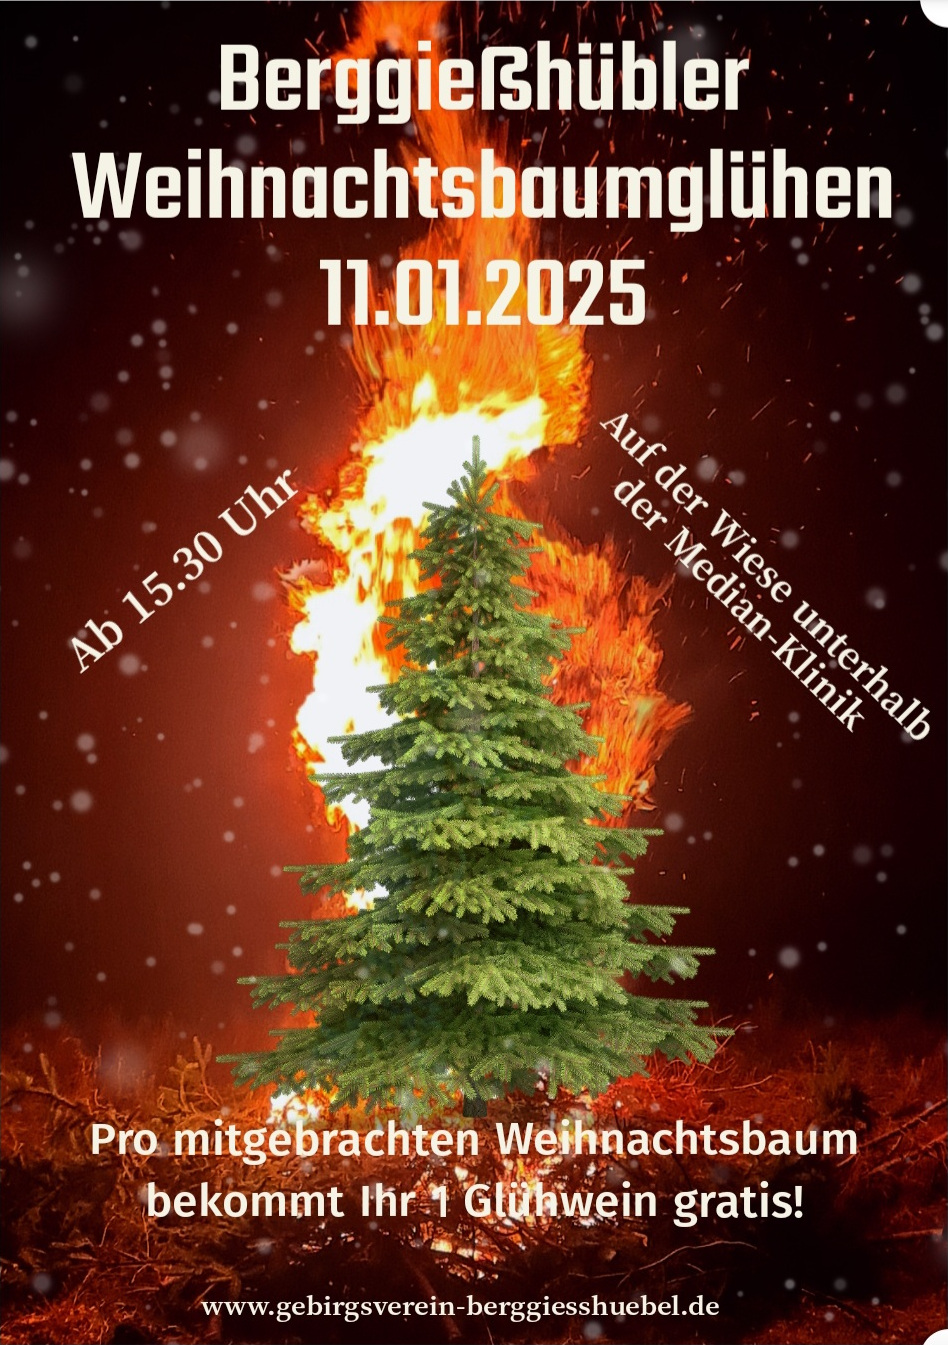 Berggießhübler
Weihnachtsbaumglühen
11.01.2025
Ab 15.30 Uhr
Auf der Wiese unterhalb
der Median-Klinik
Pro mitgebrachten Weihnachtsbaum
bekommt Ihr 1 Glühwein gratis!
www.gebirgsverein-berggiesshuebel.de